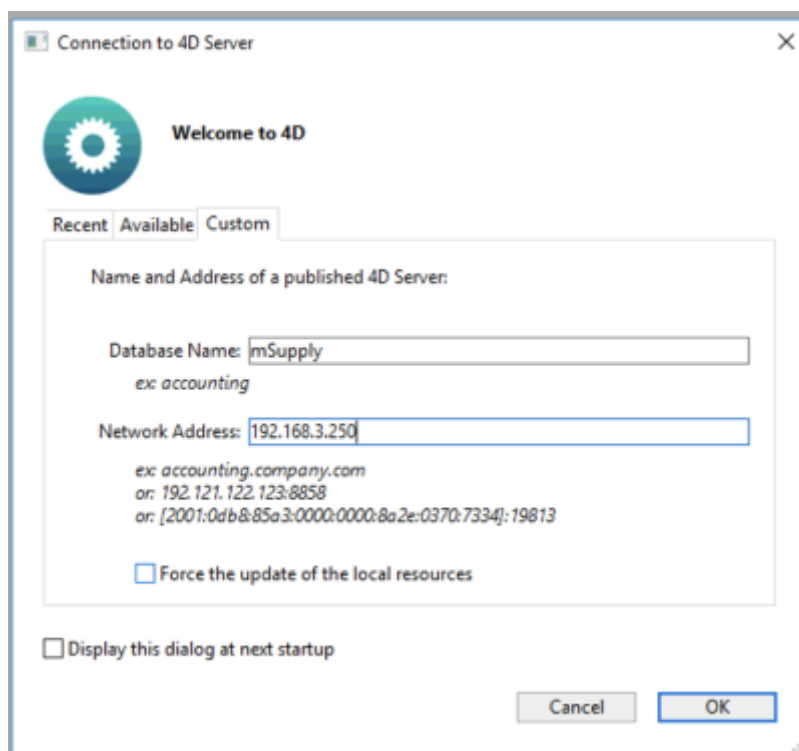 Connection to 4D Server
Welcome to 4D
Recent Available Custom
Name and Address of a published 4D Server:
Database Name: mSupply
ex: accounting
Network Address: 192.168.3.250
ex: accounting.company.com
or: 192.121.122.123:8858
or: [2001:0db8:85a3:0000:0000:8a2e:0370:7334]:19813
Force the update of the local resources
Display this dialog at next startup
Cancel OK